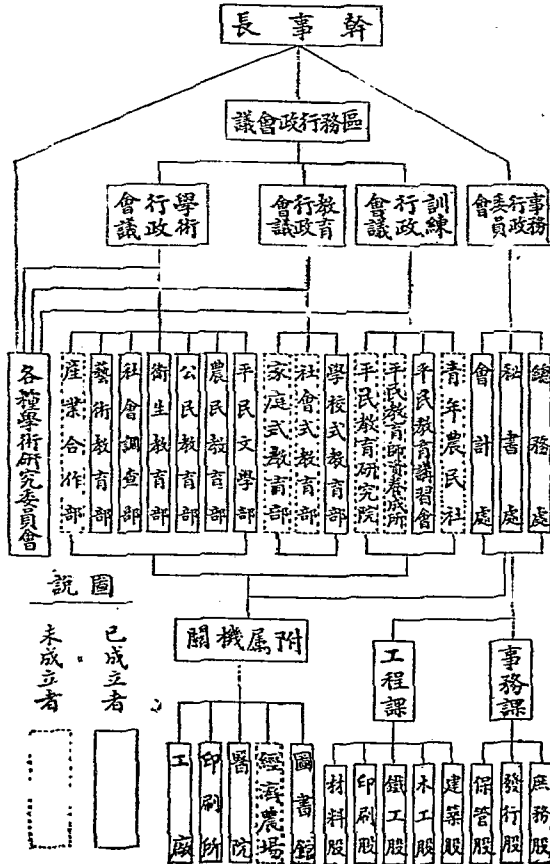 幹事長
區務行政會議
事務行政委員會
訓練行政會議
教育行政會議
學術行政會議
總務處
秘書處
會計處
青年農民社
平民教育講習會
平民教育師資養成所
平民教育研究院
學校式教育部
社會式教育部
家庭式教育部
平民文學部
農民教育部
公民教育部
衛生教育部
社會調查部
藝術教育部
產業合作部
各種學術研究委員會
事務課
工程課
附屬機關
庶務股
發行股
保管股
建築股
木工股
鐵工股
印刷股
材料股
圖書館
經濟農場
醫院
印刷所
工廠
圖說
已成立者
未成立者